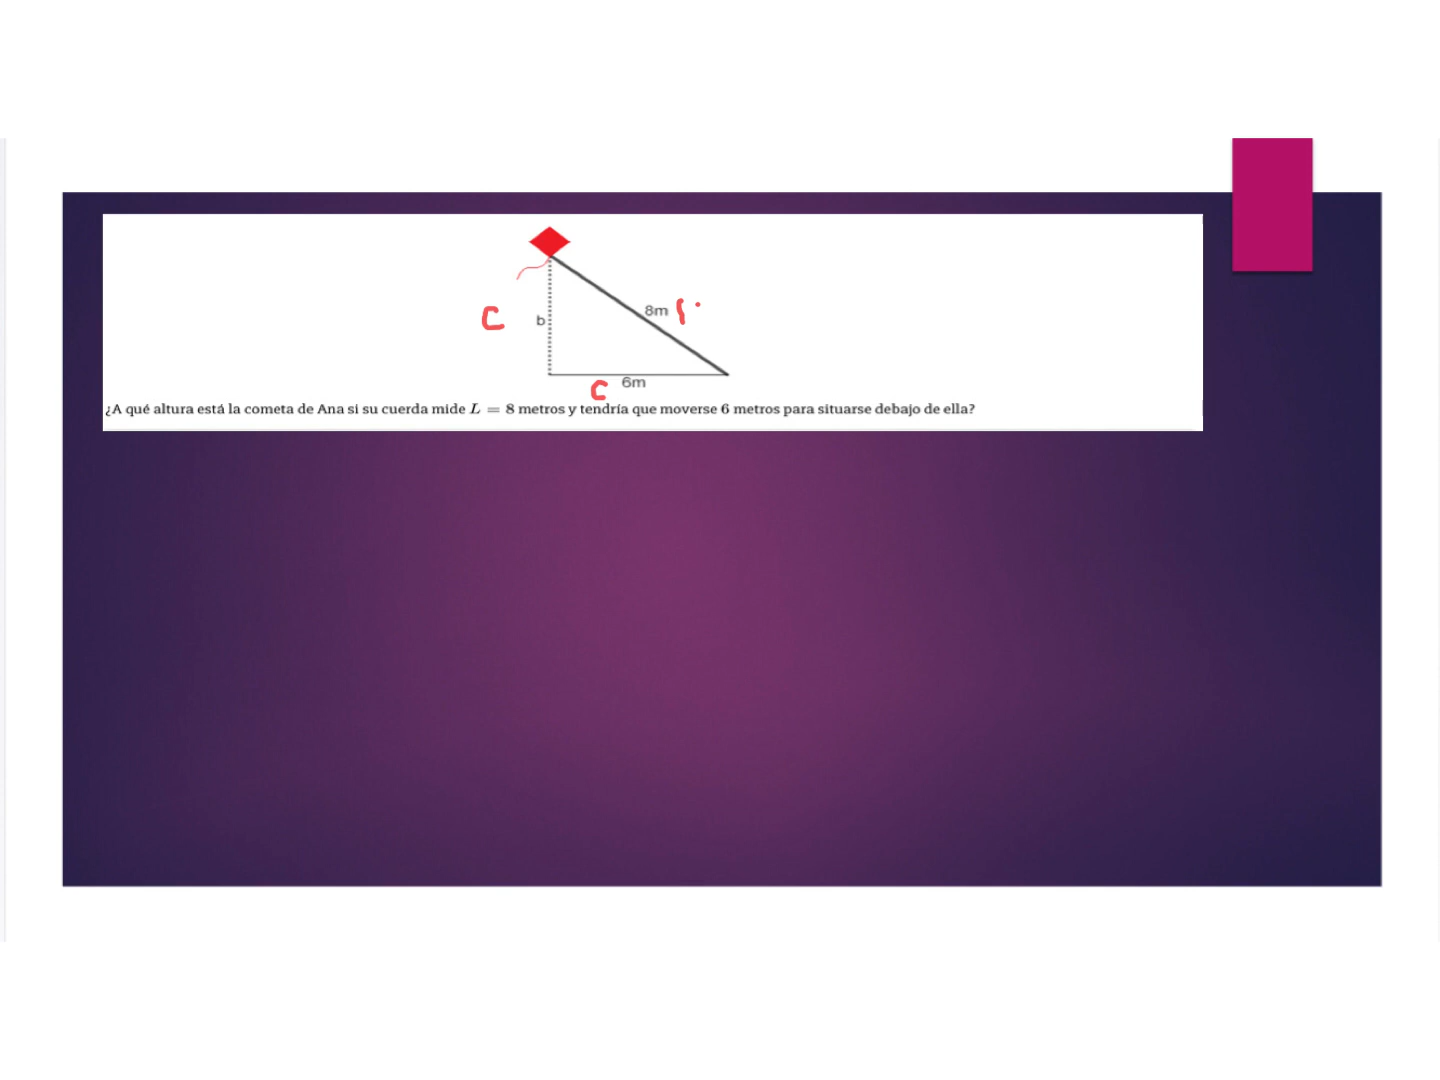 C
b
8m
6m
C
¿A qué altura está la cometa de Ana si su cuerda mide L = 8 metros y tendría que moverse 6 metros para situarse debajo de ella?